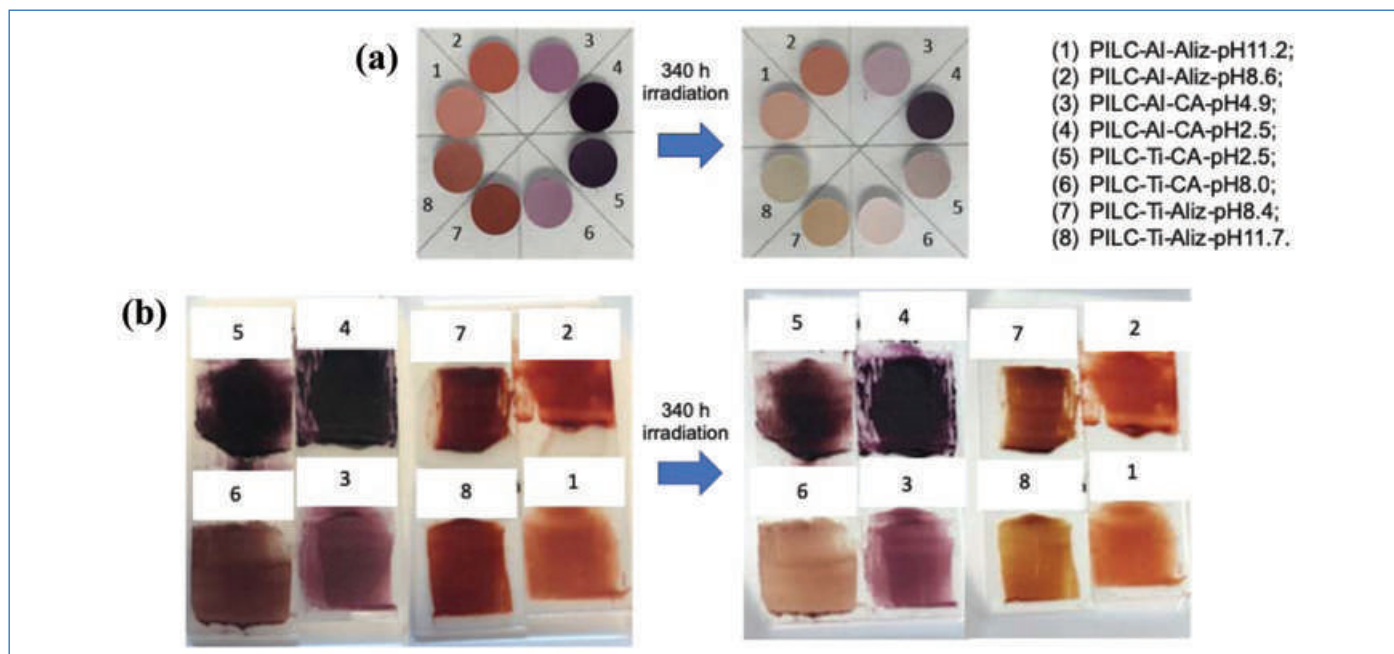 (a)
2
3
1
4
8
5
7
6
340 h
irradiation
2
3
1
4
8
5
7
6
(1) PILC-Al-Aliz-pH11.2;
(2) PILC-Al-Aliz-pH8.6;
(3) PILC-Al-CA-pH4.9;
(4) PILC-Al-CA-pH2.5;
(5) PILC-Ti-CA-pH2.5;
(6) PILC-Ti-CA-pH8.0;
(7) PILC-Ti-Aliz-pH8.4;
(8) PILC-Ti-Aliz-pH11.7.
(b)
5
4
7
2
6
3
8
1
340 h
irradiation
5
4
7
2
6
3
8
1